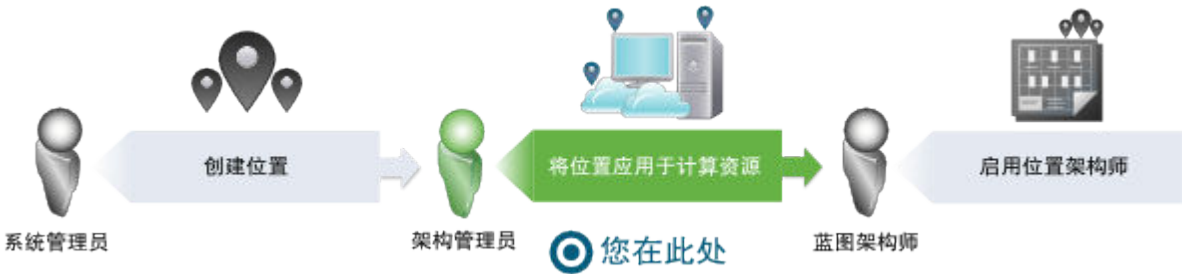 创建位置
将位置应用于计算资源
启用位置架构师
系统管理员
架构管理员
您在此处
蓝图架构师